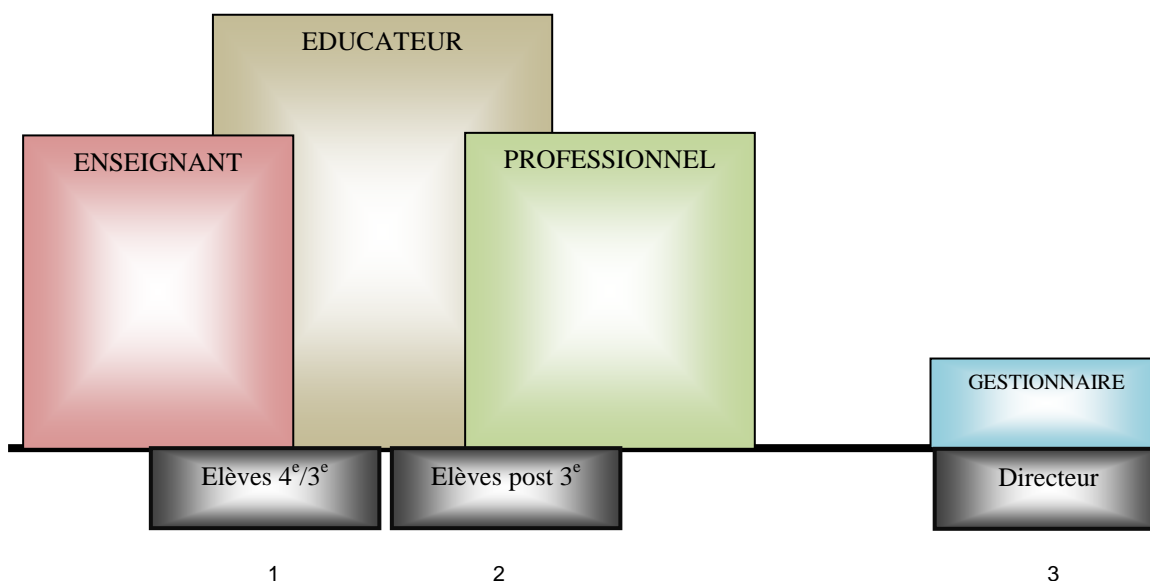 EDUCATEUR
ENSEIGNANT
PROFESSIONNEL
GESTIONNAIRE
Elèves 4e/3e
Elèves post 3e
Directeur
1
2
3